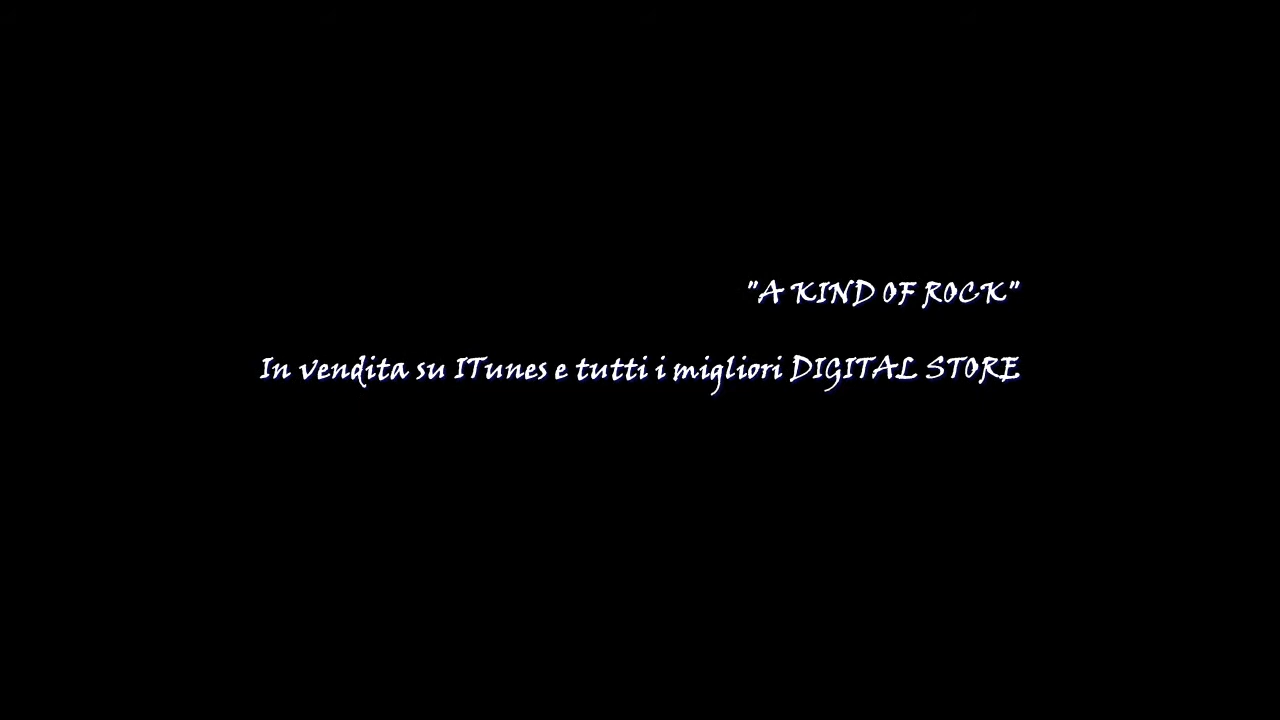 "A KIND OF ROCK"
In vendita su ITunes e tutti i migliori DIGITAL STORE